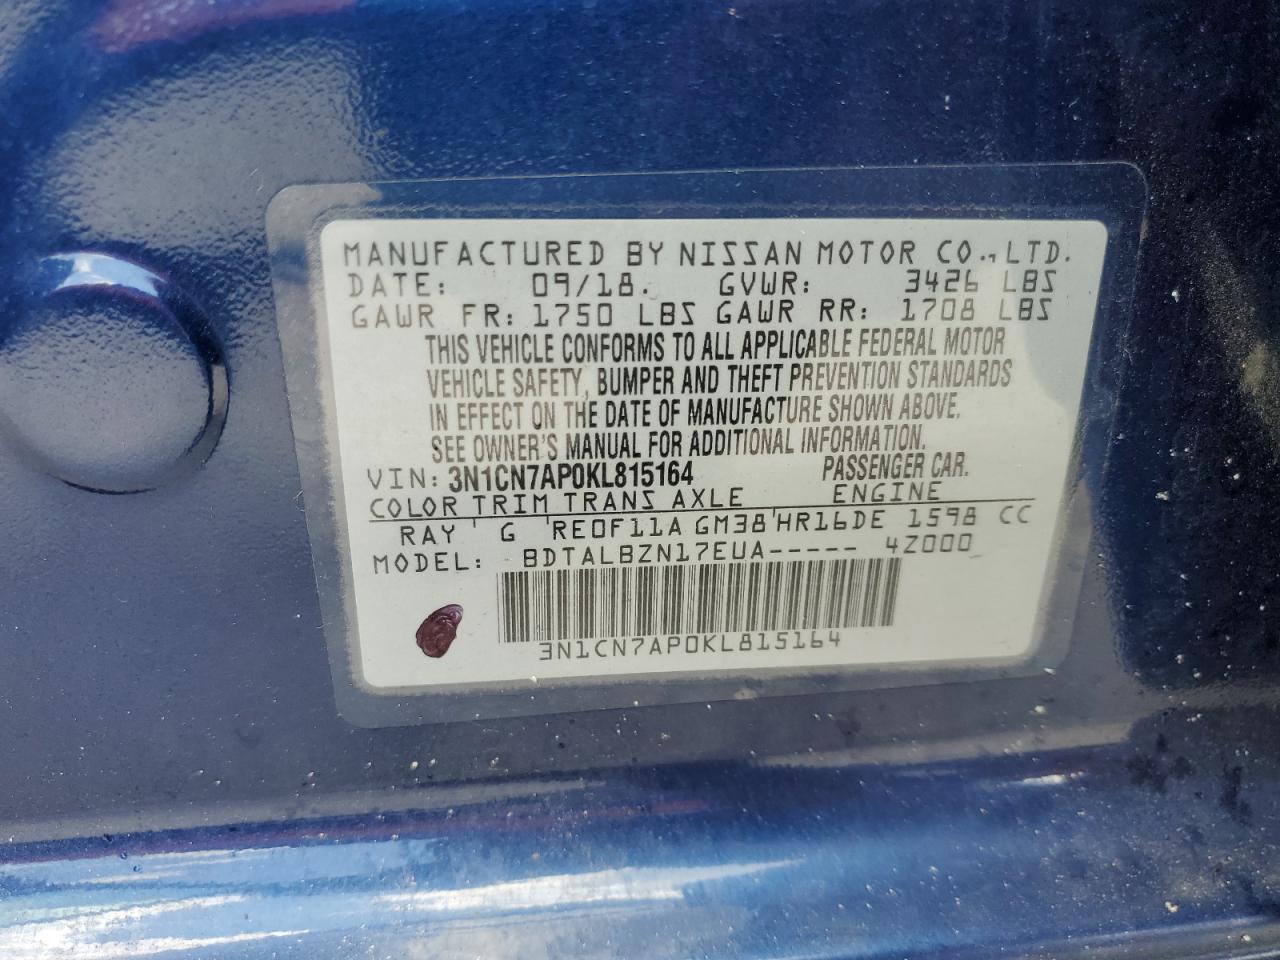 MANUFACTURED BY NISSAN MOTOR CO., LTD.
DATE: 09/18. GVWR: 3426 LBS
GAWR FR: 1750 LBS GAWR RR: 1708 LBS
THIS VEHICLE CONFORMS TO ALL APPLICABLE FEDERAL MOTOR
VEHICLE SAFETY, BUMPER AND THEFT PREVENTION STANDARDS
IN EFFECT ON THE DATE OF MANUFACTURE SHOWN ABOVE.
SEE OWNER'S MANUAL FOR ADDITIONAL INFORMATION.
VIN: 3N1CN7AP0KL815164 PASSENGER CAR.
COLOR TRIM TRANS AXLE ENGINE
RAY ' G 'RE0F11A GM38'HR16DE 1598 CC
MODEL: BDTALBZN17EUA----- 4Z000
3N1CN7AP0KL815164